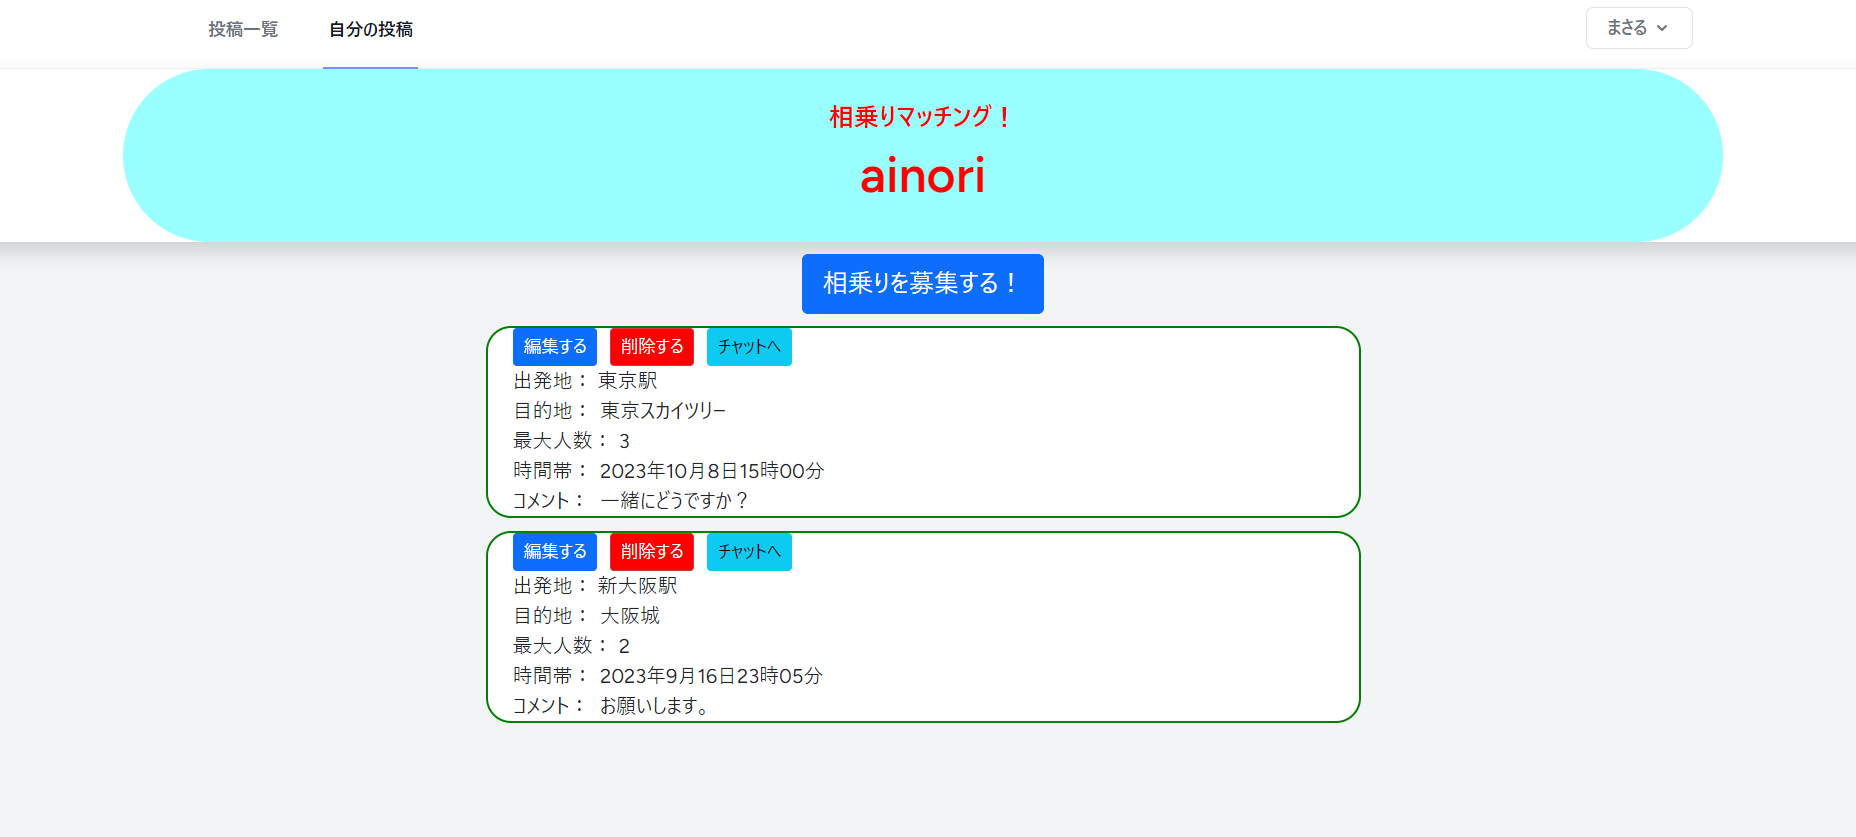 投稿一覧 自分の投稿 まさる
相乗りマッチング！
ainori
相乗りを募集する！
編集する 削除する チャットへ
出発地： 東京駅
目的地： 東京スカイツリー
最大人数： 3
時間帯： 2023年10月8日15時00分
コメント： 一緒にどうですか？
編集する 削除する チャットへ
出発地： 新大阪駅
目的地： 大阪城
最大人数： 2
時間帯： 2023年9月16日23時05分
コメント： お願いします。